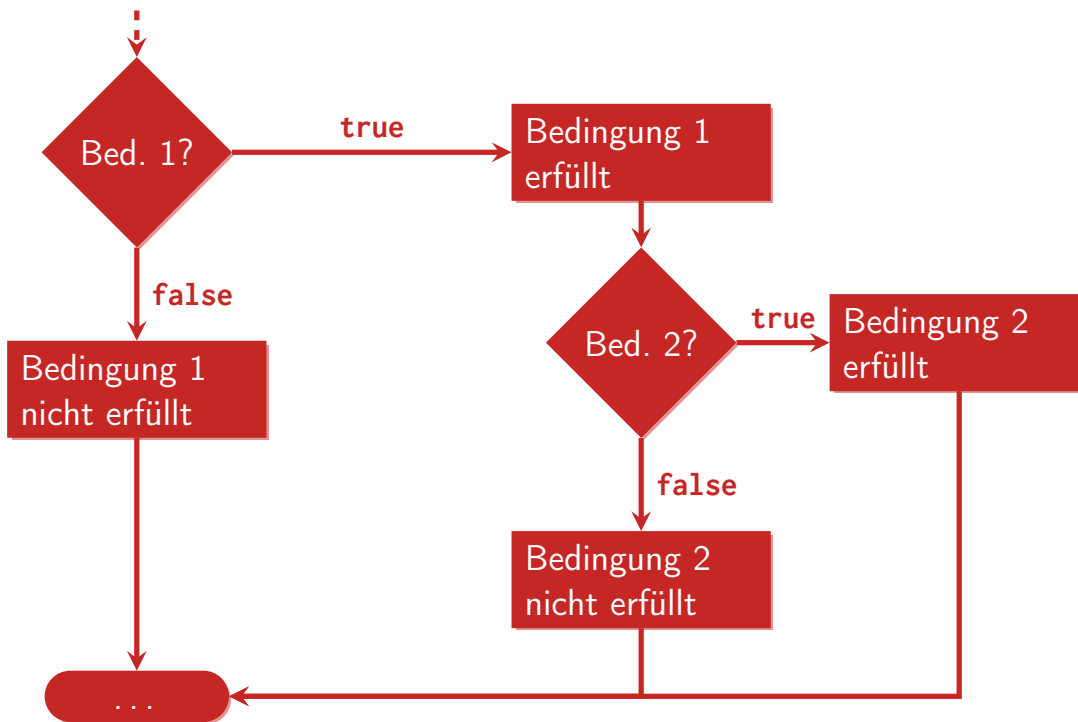 Bed. 1?
true
Bedingung 1
erfüllt
false
Bedingung 1
nicht erfüllt
Bed. 2?
true
Bedingung 2
erfüllt
false
Bedingung 2
nicht erfüllt
...